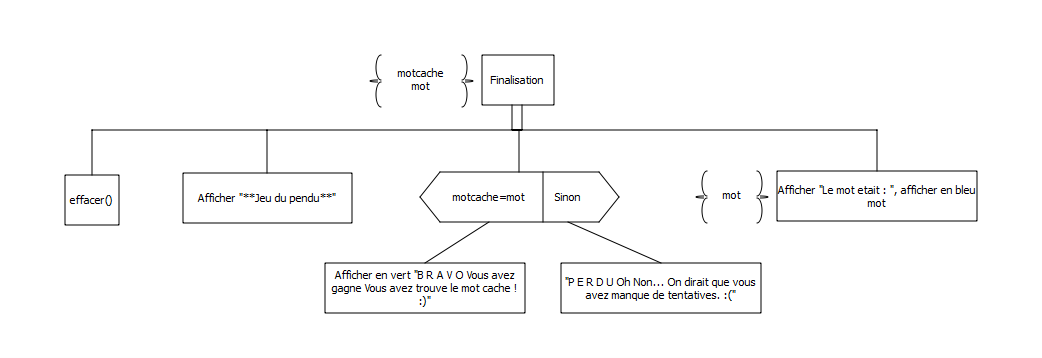 motcache
mot
Finalisation
effacer()
Afficher "**Jeu du pendu**"
motcache=mot
Sinon
mot
Afficher "Le mot etait : ", afficher en bleu
mot
Afficher en vert "B R A V O Vous avez
gagne Vous avez trouve le mot cache !
:)"
"P E R D U Oh Non... On dirait que vous
avez manque de tentatives. :("